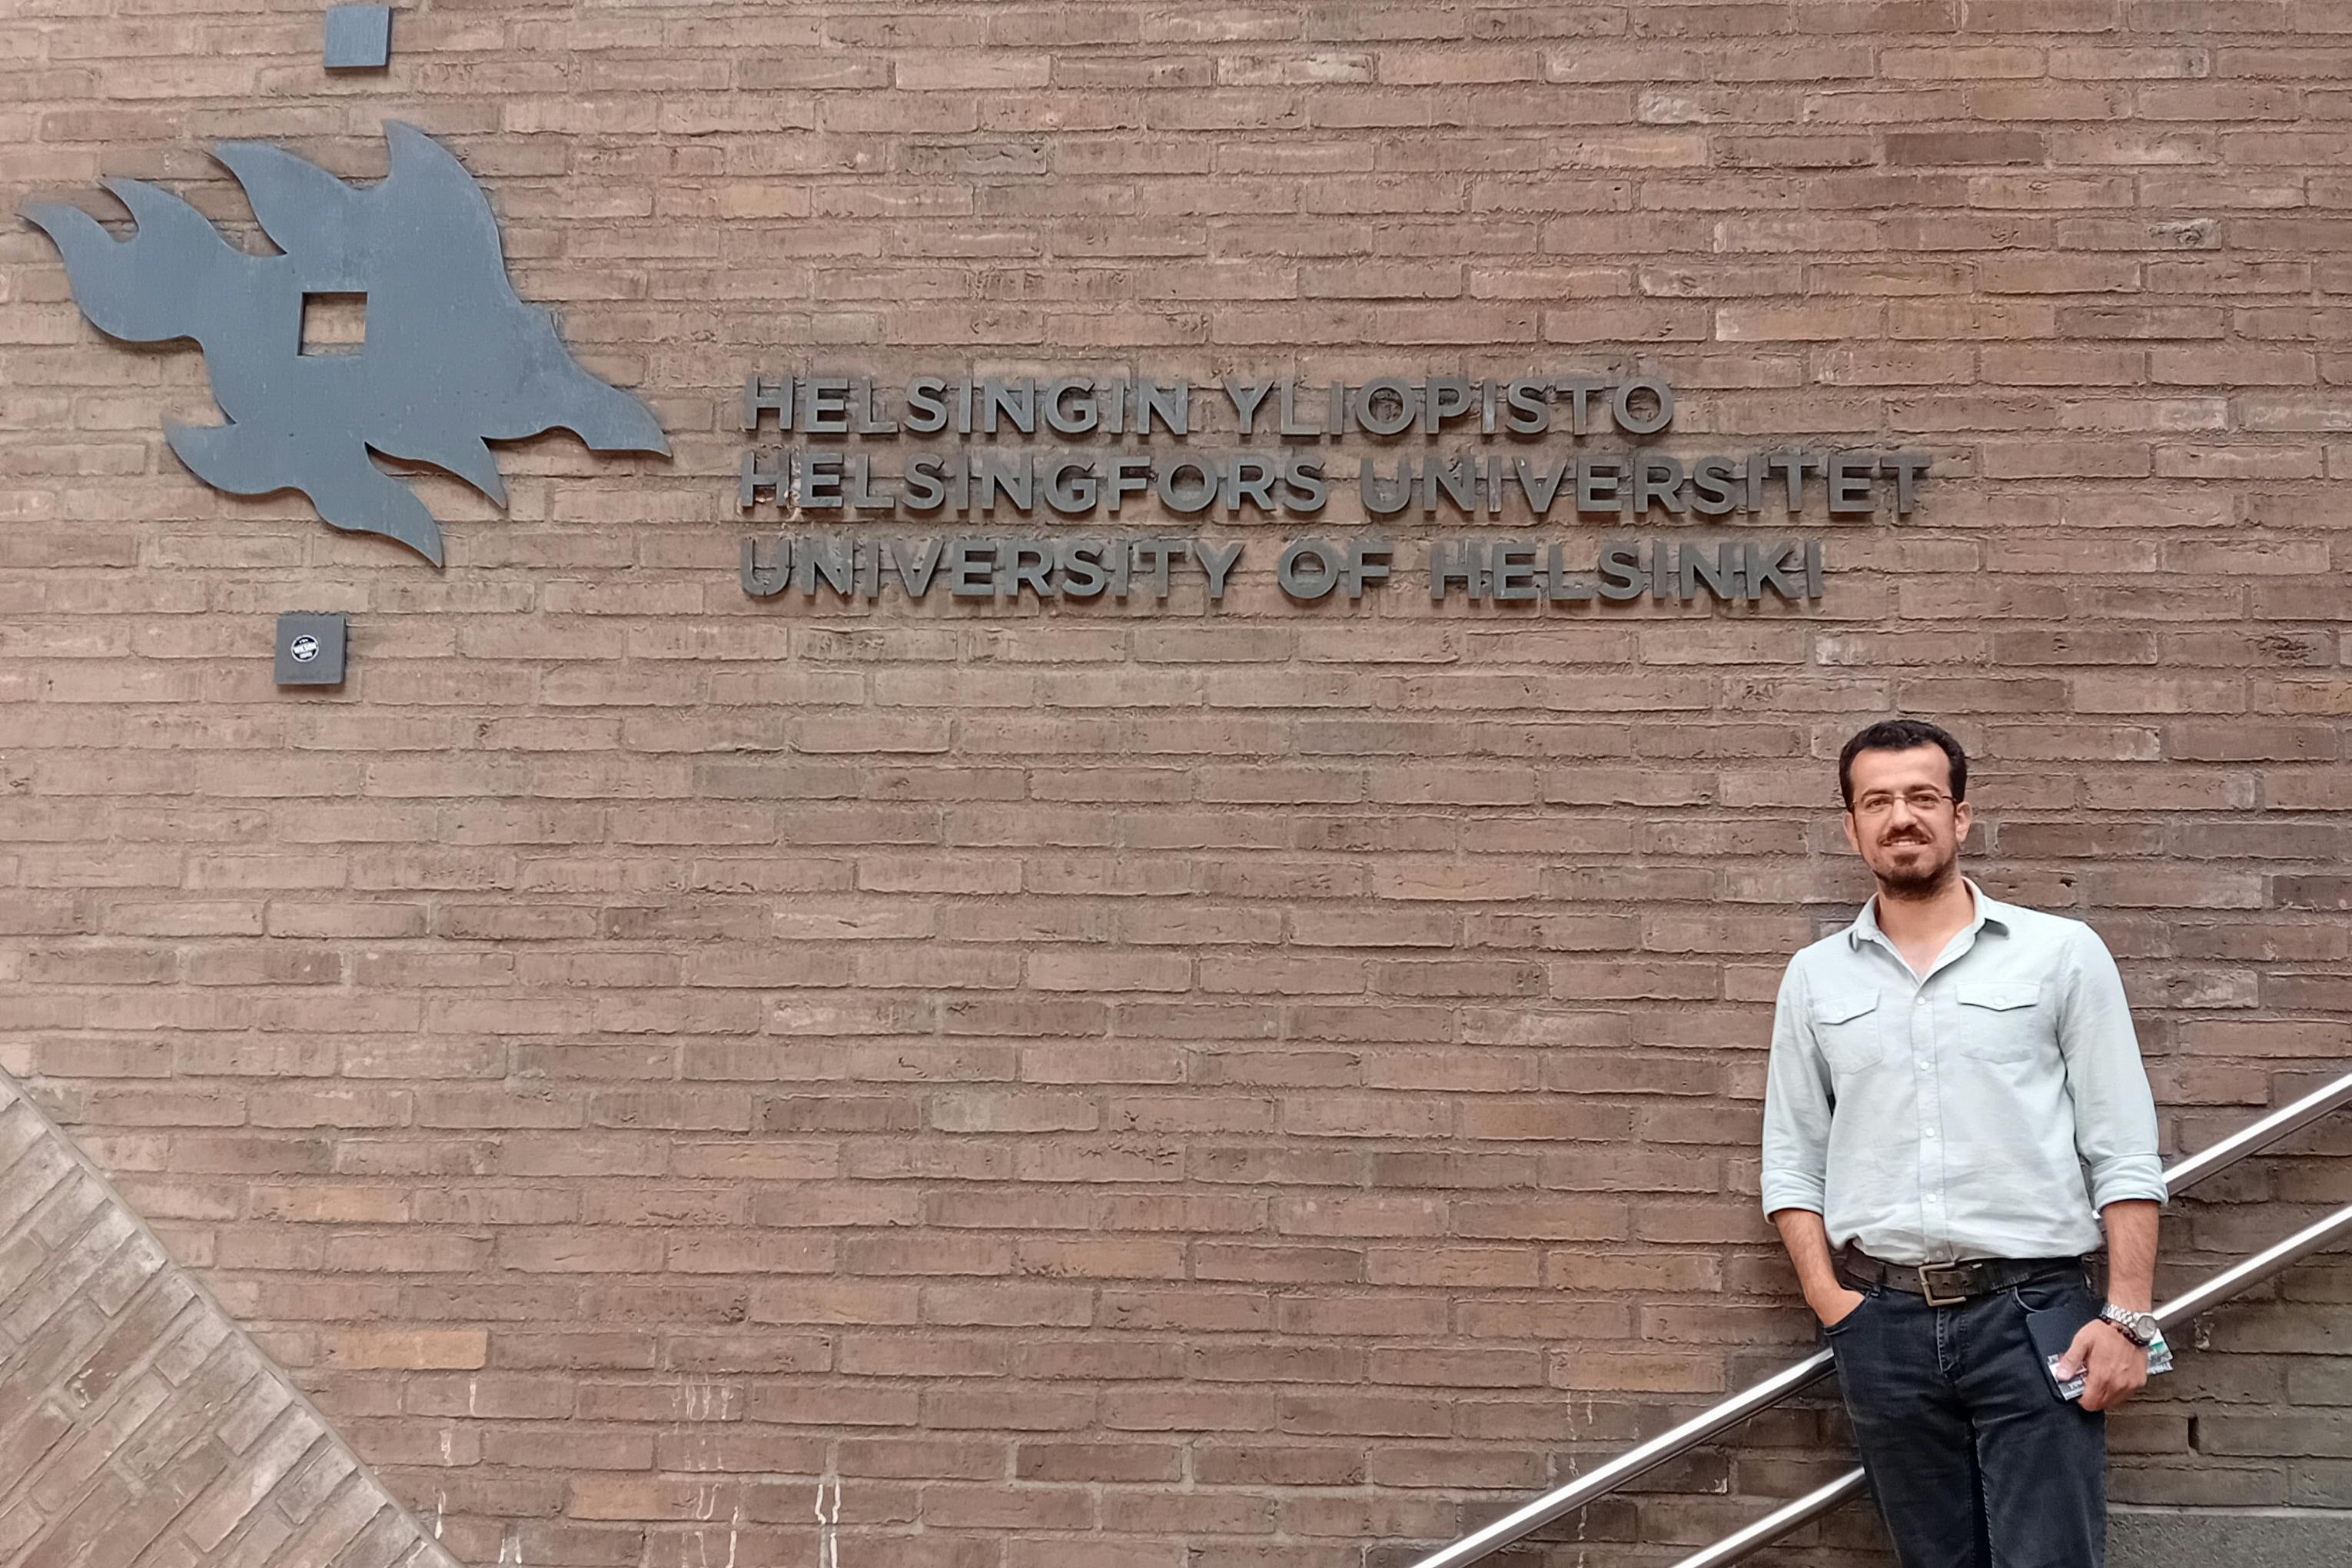 HELSINGIN YLIOPISTO
HELSINGFORS UNIVERSITET
UNIVERSITY OF HELSINKI